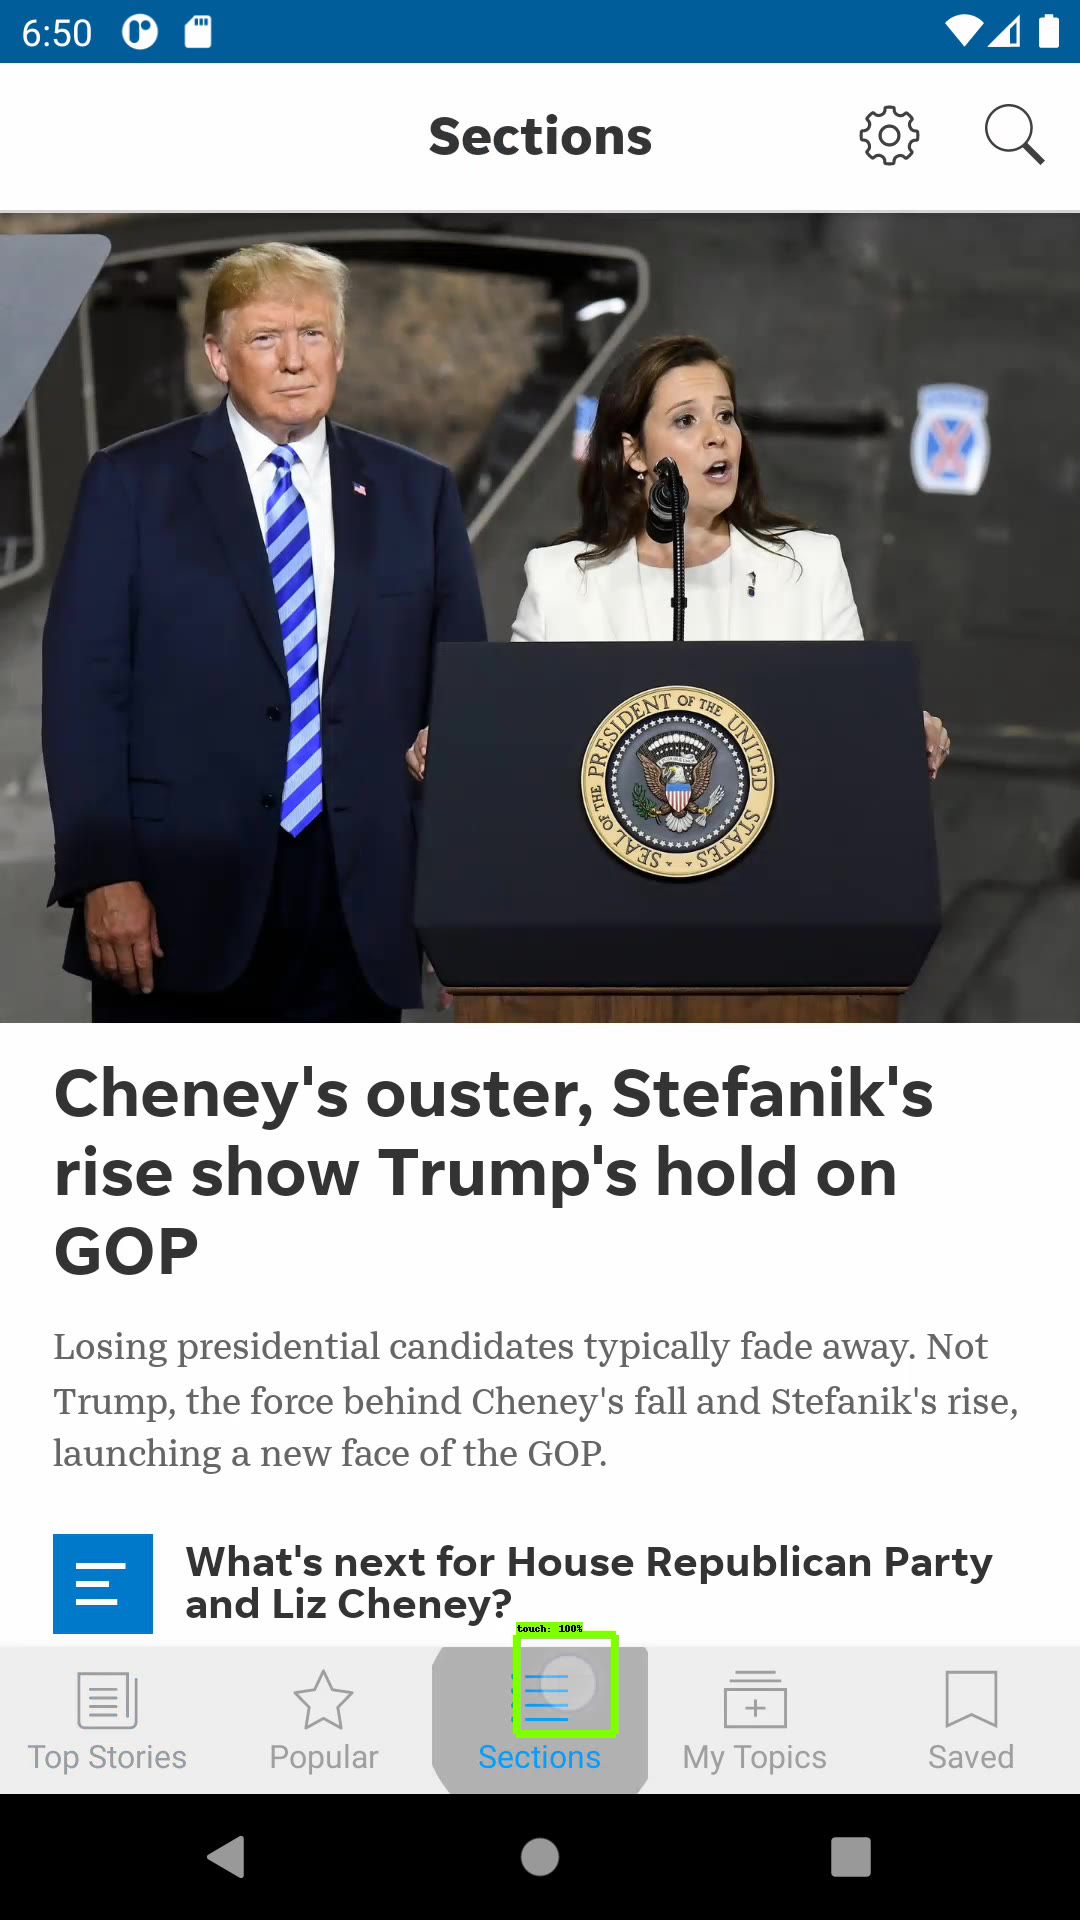 6:50
Sections
SEAL OF THE PRESIDENT OF THE UNITED STATES
Cheney's ouster, Stefanik's
rise show Trump's hold on
GOP
Losing presidential candidates typically fade away. Not
Trump, the force behind Cheney's fall and Stefanik's rise,
launching a new face of the GOP.
What's next for House Republican Party
and Liz Cheney?
touch: 100%
Top Stories
Popular
Sections
My Topics
Saved